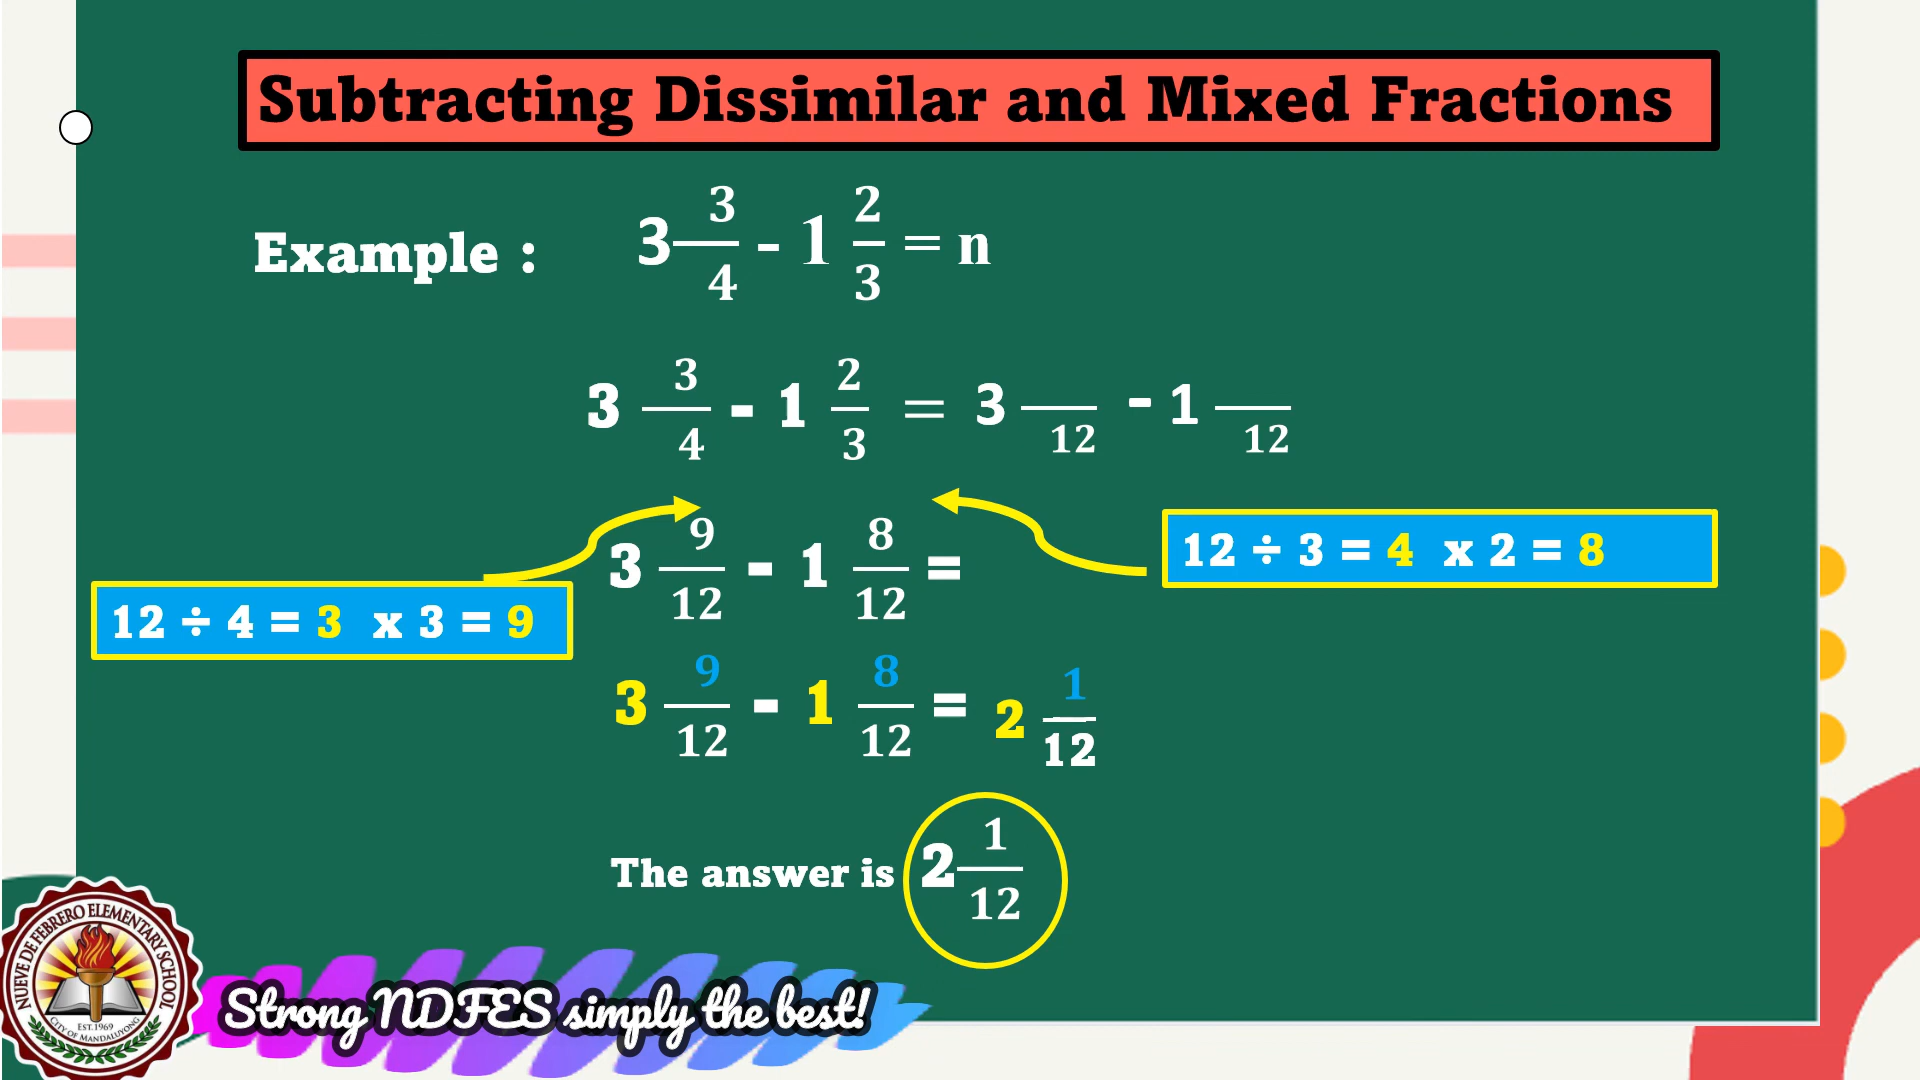 Subtracting Dissimilar and Mixed Fractions
Example : 3 3/4 - 1 2/3 = n
3 3/4 - 1 2/3 = 3 /12 - 1 /12
3 9/12 - 1 8/12 =
12 ÷ 3 = 4 x 2 = 8
12 ÷ 4 = 3 x 3 = 9
3 9/12 - 1 8/12 = 2 1/12
The answer is 2 1/12
NUEVE DE FEBRERO ELEMENTARY SCHOOL
EST.1969
CITY OF MANDALUYONG
Strong NDFES simply the best!